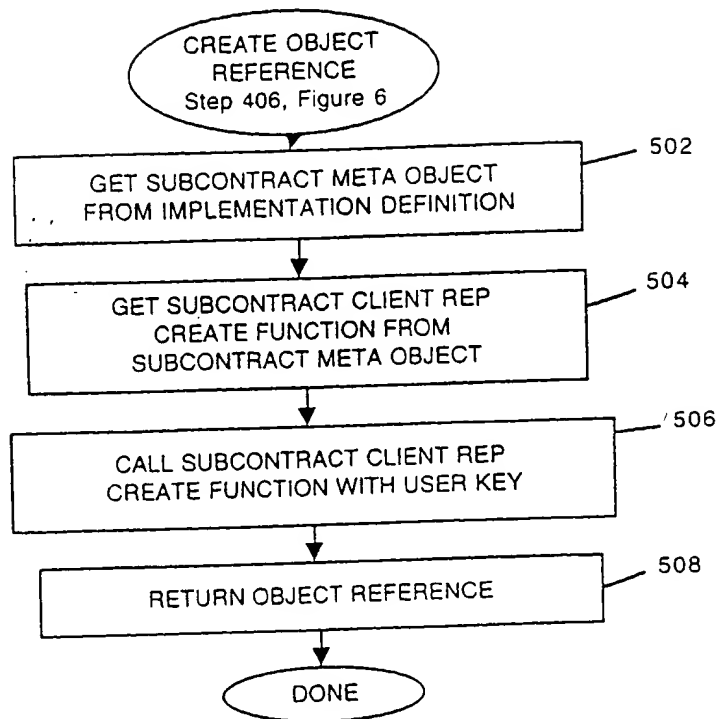 CREATE OBJECT
REFERENCE
Step 406, Figure 6
502
GET SUBCONTRACT META OBJECT
FROM IMPLEMENTATION DEFINITION
504
GET SUBCONTRACT CLIENT REP
CREATE FUNCTION FROM
SUBCONTRACT META OBJECT
506
CALL SUBCONTRACT CLIENT REP
CREATE FUNCTION WITH USER KEY
508
RETURN OBJECT REFERENCE
DONE